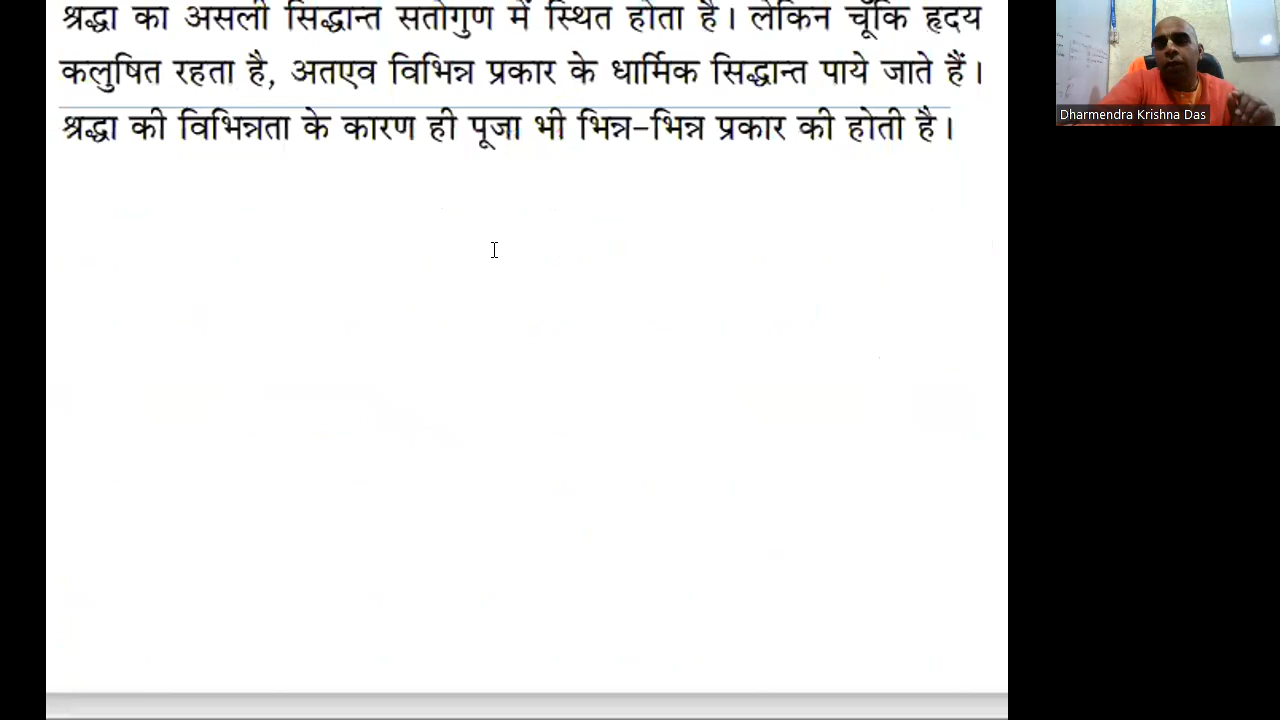 श्रद्धा का असली सिद्धान्त सतोगुण में स्थित होता है। लेकिन चूँकि हृदय
कलुषित रहता है, अतएव विभिन्न प्रकार के धार्मिक सिद्धान्त पाये जाते हैं।
श्रद्धा की विभिन्नता के कारण ही पूजा भी भिन्न-भिन्न प्रकार की होती है।
Dharmendra Krishna Das